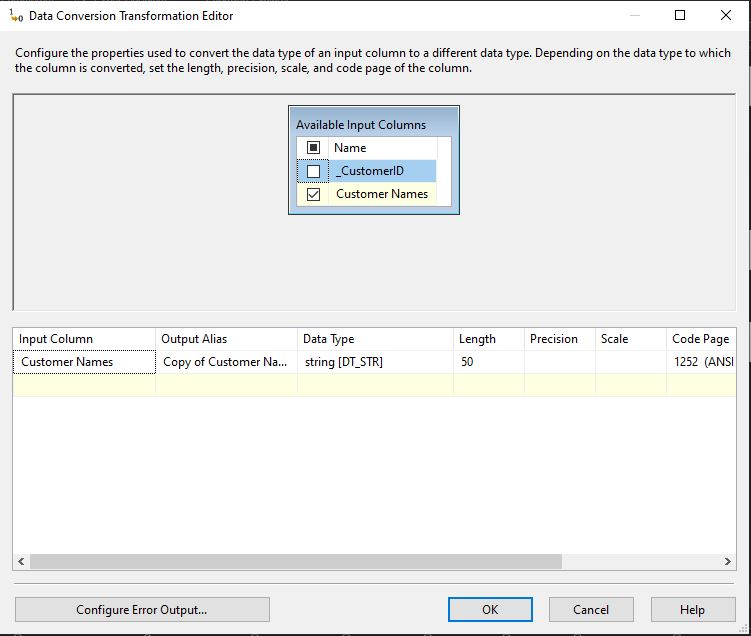 Data Conversion Transformation Editor
Configure the properties used to convert the data type of an input column to a different data type. Depending on the data type to which
the column is converted, set the length, precision, scale, and code page of the column.
Available Input Columns
Name
_CustomerID
Customer Names
Input Column Output Alias Data Type Length Precision Scale Code Page
Customer Names Copy of Customer Na... string [DT_STR] 50 1252 (ANSI
Configure Error Output... OK Cancel Help